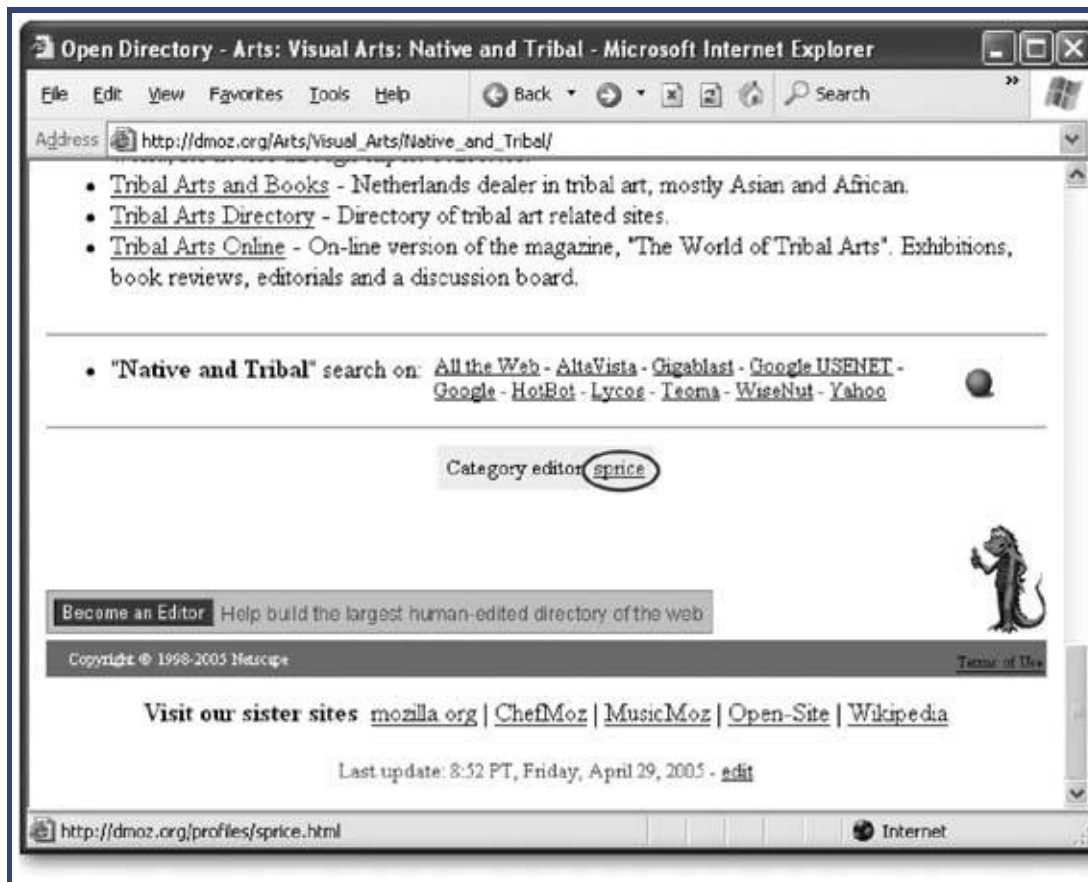 Open Directory - Arts: Visual Arts: Native and Tribal - Microsoft Internet Explorer
File Edit View Favorites Tools Help Back Search »
Address http://dmoz.org/Arts/Visual_Arts/Native_and_Tribal/
• Tribal Arts and Books - Netherlands dealer in tribal art, mostly Asian and African.
• Tribal Arts Directory - Directory of tribal art related sites.
• Tribal Arts Online - On-line version of the magazine, "The World of Tribal Arts". Exhibitions,
book reviews, editorials and a discussion board.
• "Native and Tribal" search on: All the Web - AltaVista - Gigablast - Google USENET -
Google - HotBot - Lycos - Teoma - WiseNut - Yahoo
Category editor sprice
Become an Editor Help build the largest human-edited directory of the web
Copyright © 1998-2005 Netscape Terms of Use
Visit our sister sites mozilla org | ChefMoz | MusicMoz | Open-Site | Wikipedia
Last update: 8:52 PT, Friday, April 29, 2005 - edit
http://dmoz.org/profiles/sprice.html Internet